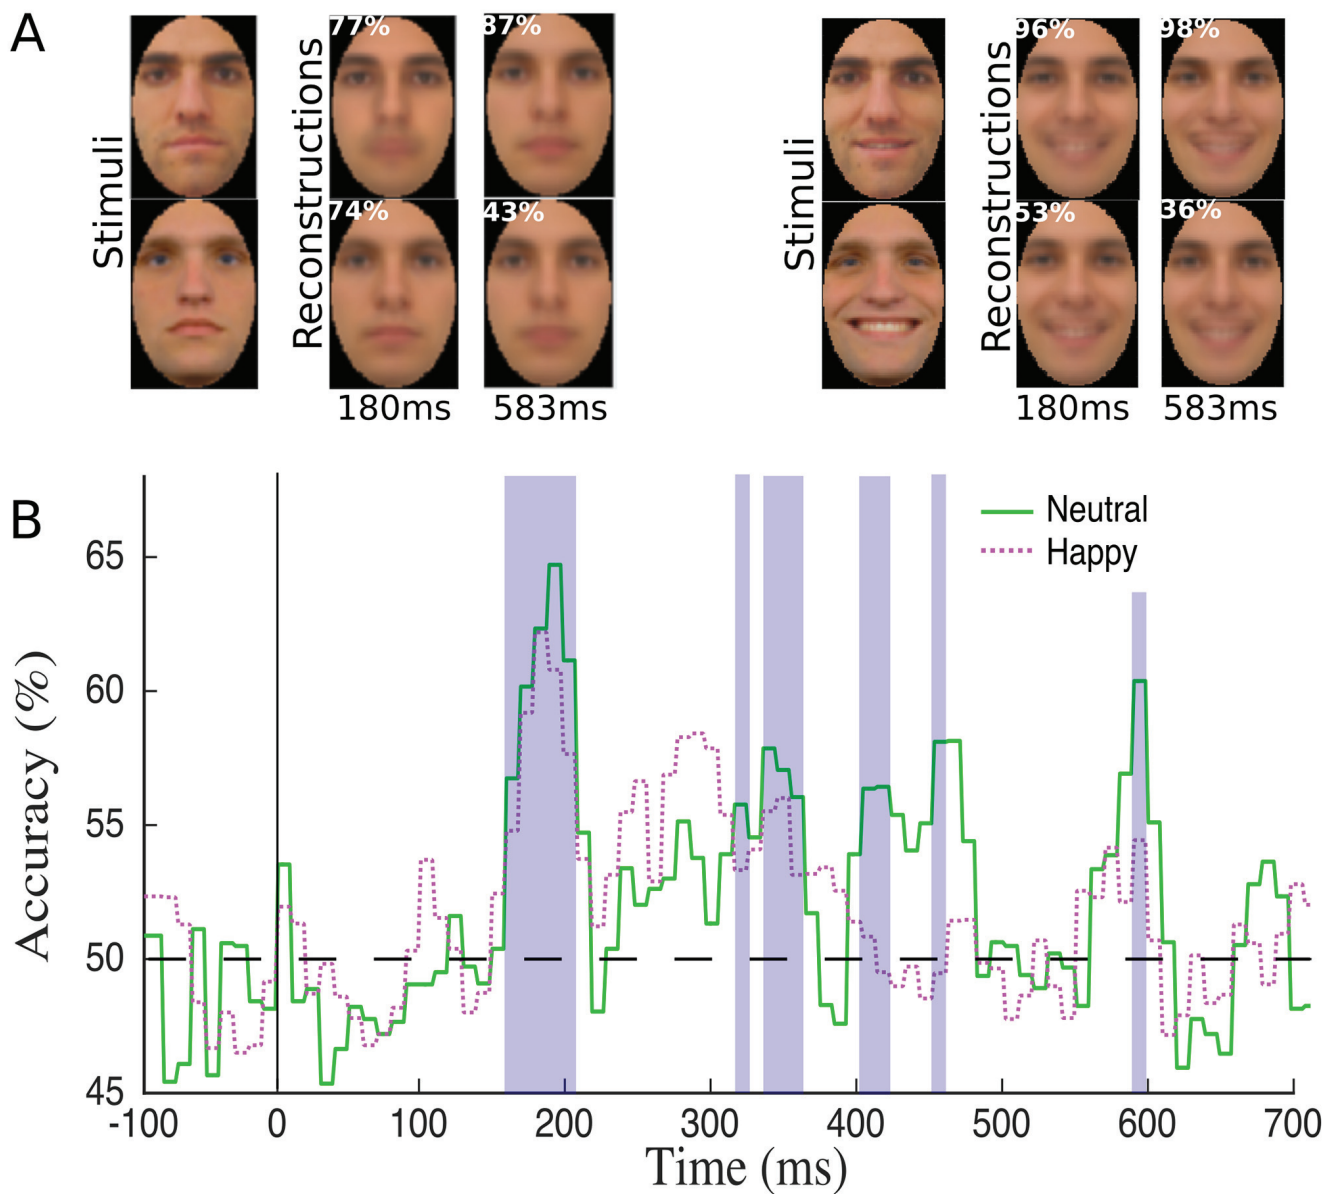 A
Stimuli
Reconstructions
77%
87%
74%
43%
180ms
583ms
Stimuli
Reconstructions
96%
98%
53%
36%
180ms
583ms
B
Neutral
Happy
Accuracy (%)
65
60
55
50
45
-100
0
100
200
300
400
500
600
700
Time (ms)